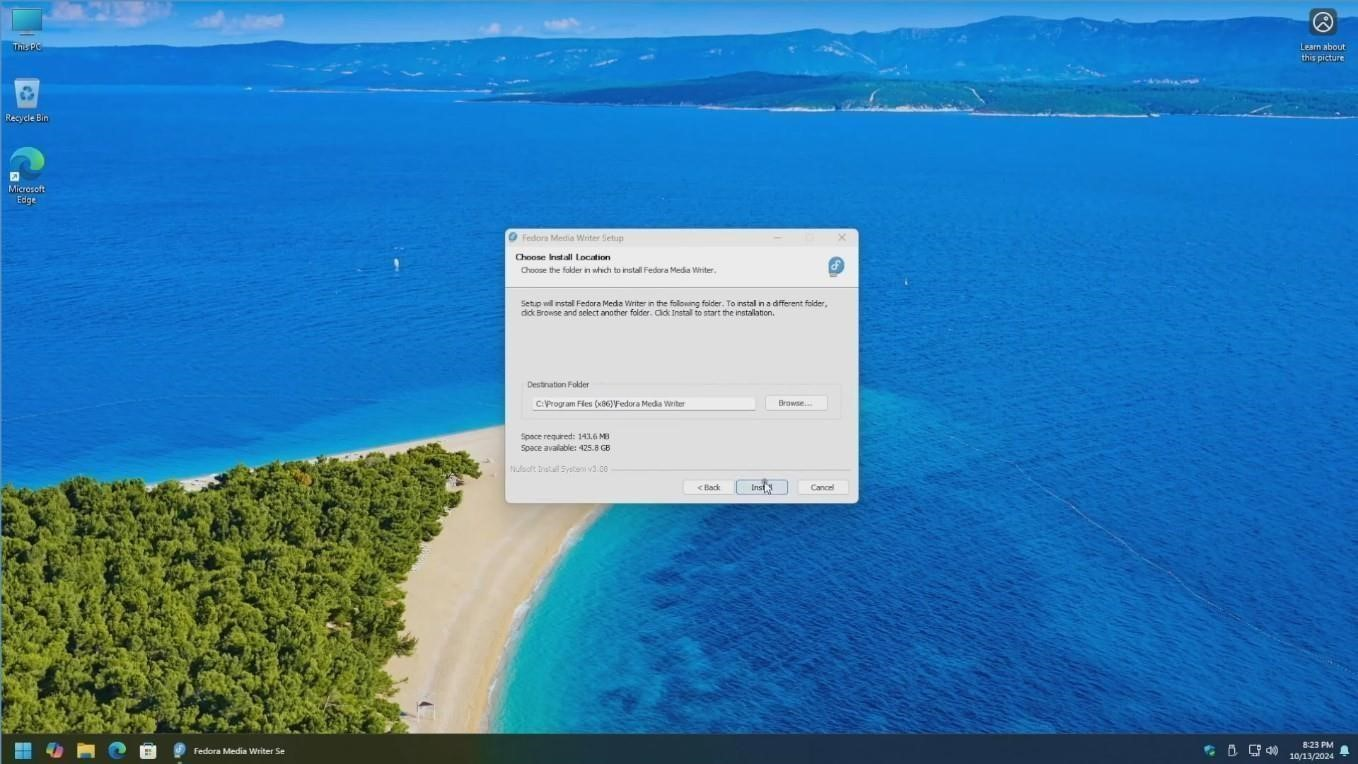 This PC
Recycle Bin
Microsoft
Edge
Learn about
this picture
Fedora Media Writer Setup
Choose Install Location
Choose the folder in which to install Fedora Media Writer.
Setup will install Fedora Media Writer in the following folder. To install in a different folder,
click Browse and select another folder. Click Install to start the installation.
Destination Folder
C:\Program Files (x86)\Fedora Media Writer
Browse...
Space required: 143.6 MB
Space available: 425.8 GB
Nullsoft Install System v3.08
< Back
Install
Cancel
Fedora Media Writer Se
8:23 PM
10/13/2024